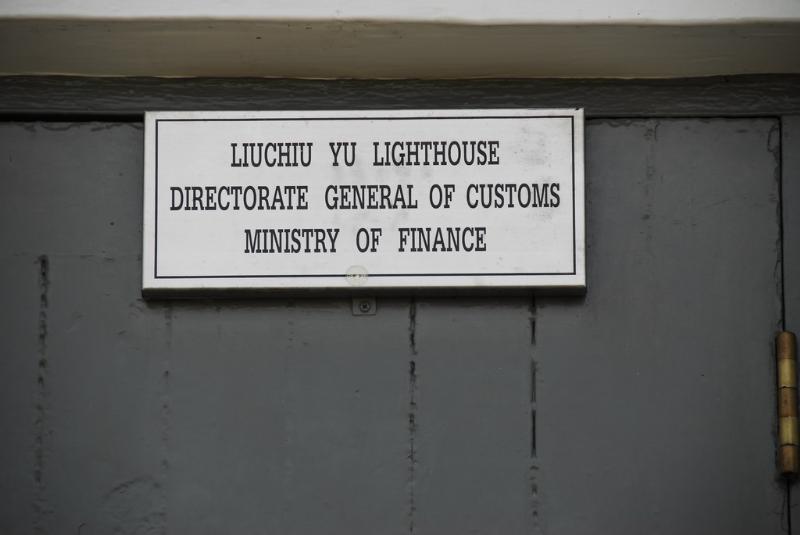 LIUCHIU YU LIGHTHOUSE
DIRECTORATE GENERAL OF CUSTOMS
MINISTRY OF FINANCE